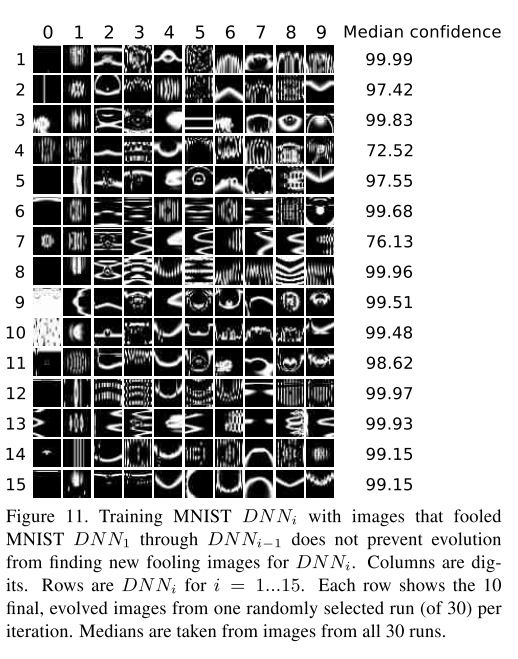 0 1 2 3 4 5 6 7 8 9 Median confidence
1 99.99
2 97.42
3 99.83
4 72.52
5 97.55
6 99.68
7 76.13
8 99.96
9 99.51
10 99.48
11 98.62
12 99.97
13 99.93
14 99.15
15 99.15
Figure 11. Training MNIST DNN_i with images that fooled
MNIST DNN_1 through DNN_{i−1} does not prevent evolution
from finding new fooling images for DNN_i. Columns are dig-
its. Rows are DNN_i for i = 1...15. Each row shows the 10
final, evolved images from one randomly selected run (of 30) per
iteration. Medians are taken from images from all 30 runs.